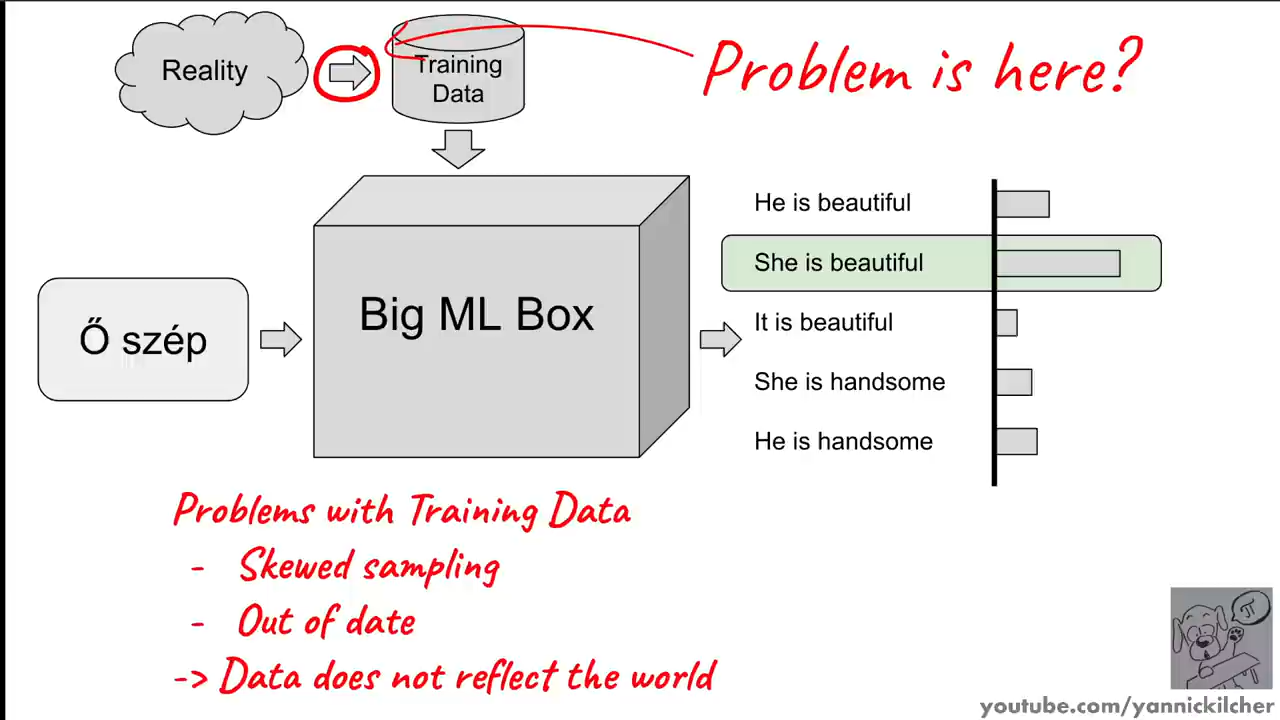 Reality
Training
Data
Problem is here?
He is beautiful
She is beautiful
Ő szép
Big ML Box
It is beautiful
She is handsome
He is handsome
Problems with Training Data
- Skewed sampling
- Out of date
-> Data does not reflect the world
π
youtube.com/yannickilcher